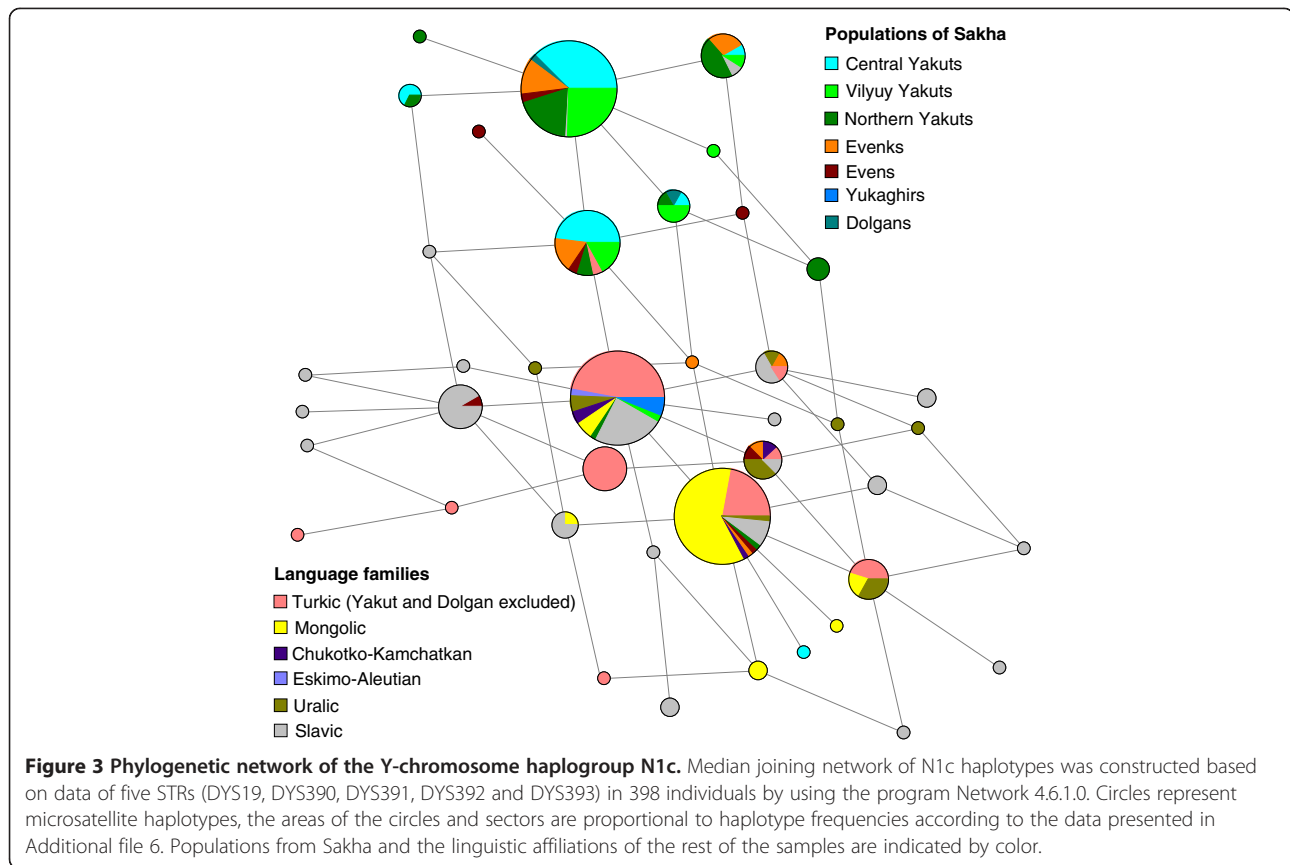 Populations of Sakha
Central Yakuts
Vilyuy Yakuts
Northern Yakuts
Evenks
Evens
Yukaghirs
Dolgans
Language families
Turkic (Yakut and Dolgan excluded)
Mongolic
Chukotko-Kamchatkan
Eskimo-Aleutian
Uralic
Slavic
Figure 3 Phylogenetic network of the Y-chromosome haplogroup N1c. Median joining network of N1c haplotypes was constructed based
on data of five STRs (DYS19, DYS390, DYS391, DYS392 and DYS393) in 398 individuals by using the program Network 4.6.1.0. Circles represent
microsatellite haplotypes, the areas of the circles and sectors are proportional to haplotype frequencies according to the data presented in
Additional file 6. Populations from Sakha and the linguistic affiliations of the rest of the samples are indicated by color.